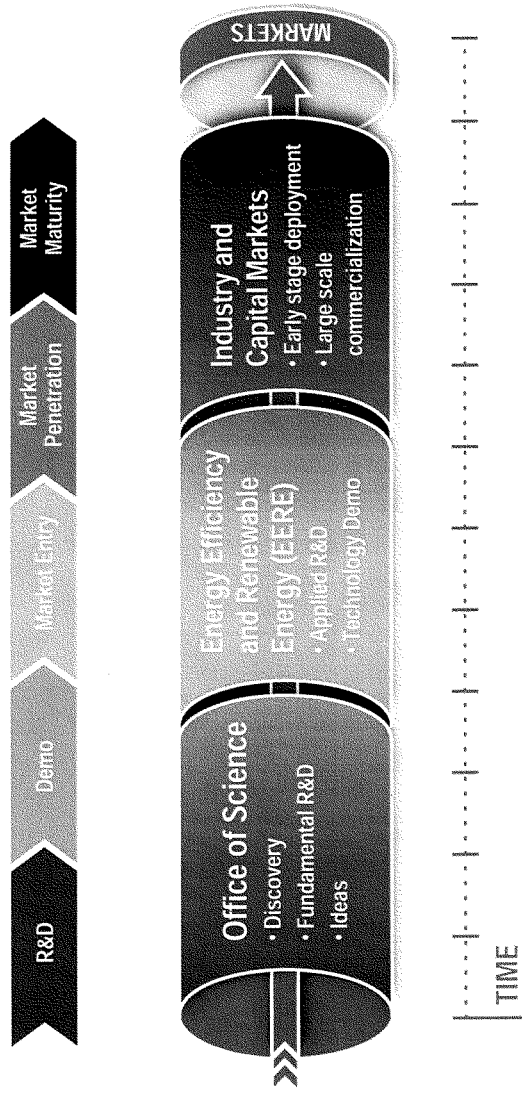 R&D
Demo
Market Entry
Market
Penetration
Market
Maturity
Office of Science
• Discovery
• Fundamental R&D
• Ideas
Energy Efficiency
and Renewable
Energy (EERE)
• Applied R&D
• Technology Demo
Industry and
Capital Markets
• Early stage deployment
• Large scale
commercialization
MARKETS
TIME